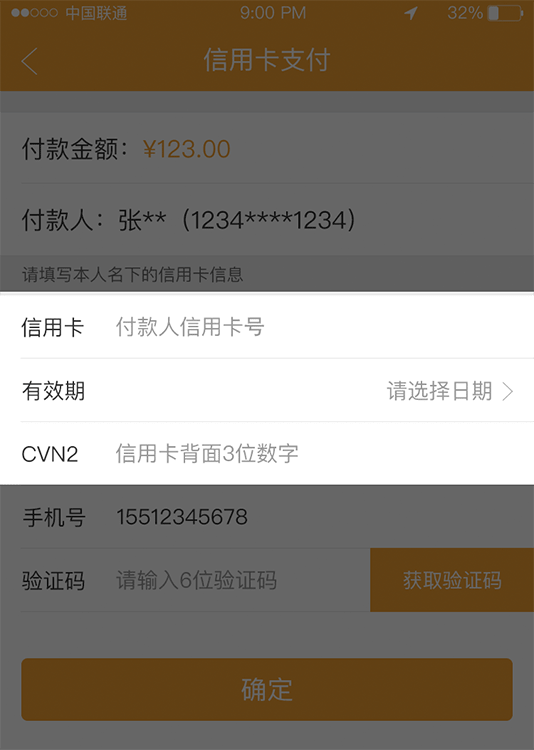 中国联通 9:00 PM 32%
信用卡支付
付款金额：¥123.00
付款人：张**（1234****1234）
请填写本人名下的信用卡信息
信用卡 付款人信用卡号
有效期 请选择日期
CVN2 信用卡背面3位数字
手机号 15512345678
验证码 请输入6位验证码 获取验证码
确定